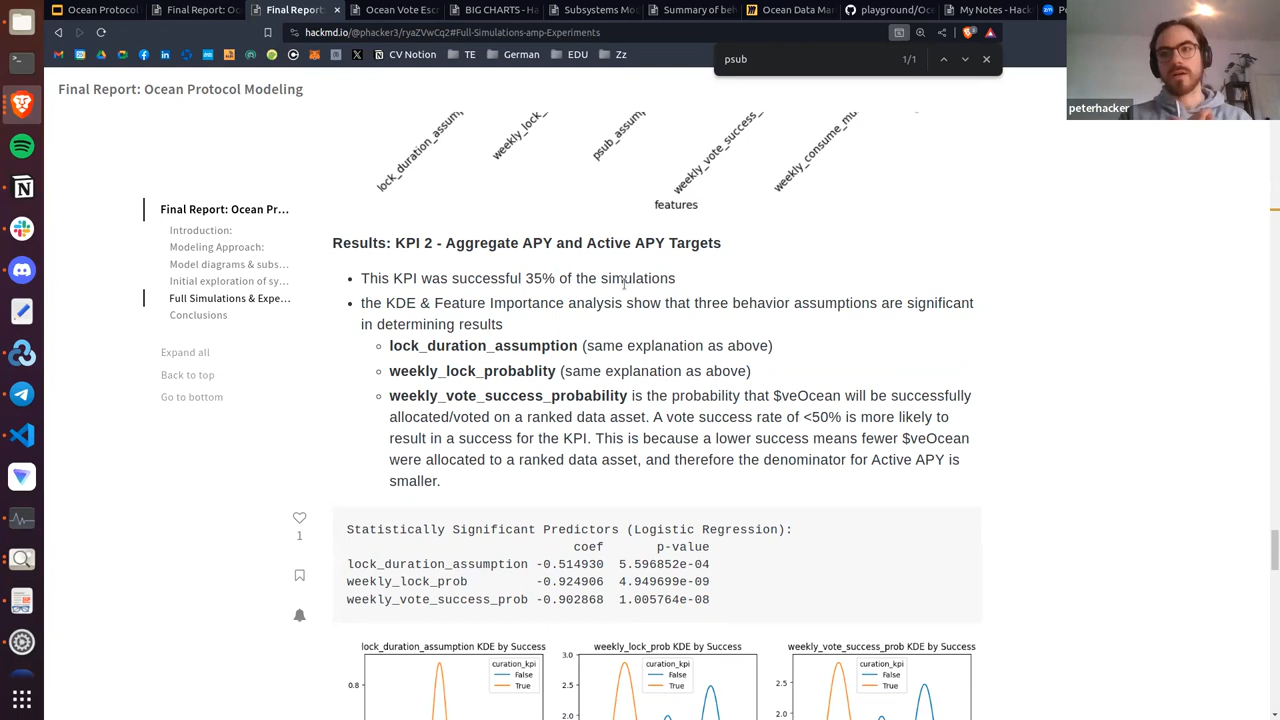 Ocean Protocol
Final Report: Oc
Final Report
Ocean Vote Esc
BIG CHARTS - Ha
Subsystems Mod
Summary of beh
Ocean Data Mar
playground/Oce
My Notes - Hack
hackmd.io/@phacker3/ryaZVwCq2#Full-Simulations-amp-Experiments
CV Notion
TE
German
EDU
Zz
psub
1/1
peterhacker
Final Report: Ocean Protocol Modeling
lock_duration_assum
weekly_lock_
psub_assum
weekly_vote_success_
weekly_consume_mu
features
Final Report: Ocean Pr...
Introduction:
Modeling Approach:
Model diagrams & subs...
Initial exploration of sy...
Full Simulations & Expe...
Conclusions
Expand all
Back to top
Go to bottom
Results: KPI 2 - Aggregate APY and Active APY Targets
• This KPI was successful 35% of the simulations
• the KDE & Feature Importance analysis show that three behavior assumptions are significant
in determining results
lock_duration_assumption (same explanation as above)
weekly_lock_probablity (same explanation as above)
weekly_vote_success_probability is the probability that $veOcean will be successfully
allocated/voted on a ranked data asset. A vote success rate of <50% is more likely to
result in a success for the KPI. This is because a lower success means fewer $veOcean
were allocated to a ranked data asset, and therefore the denominator for Active APY is
smaller.
1
Statistically Significant Predictors (Logistic Regression):
coef p-value
lock_duration_assumption -0.514930 5.596852e-04
weekly_lock_prob -0.924906 4.949699e-09
weekly_vote_success_prob -0.902868 1.005764e-08
lock_duration_assumption KDE by Success
curation_kpi
False
True
0.8
weekly_lock_prob KDE by Success
curation_kpi
False
True
3.0
2.5
2.0
weekly_vote_success_prob KDE by Success
curation_kpi
False
True
2.5
2.0